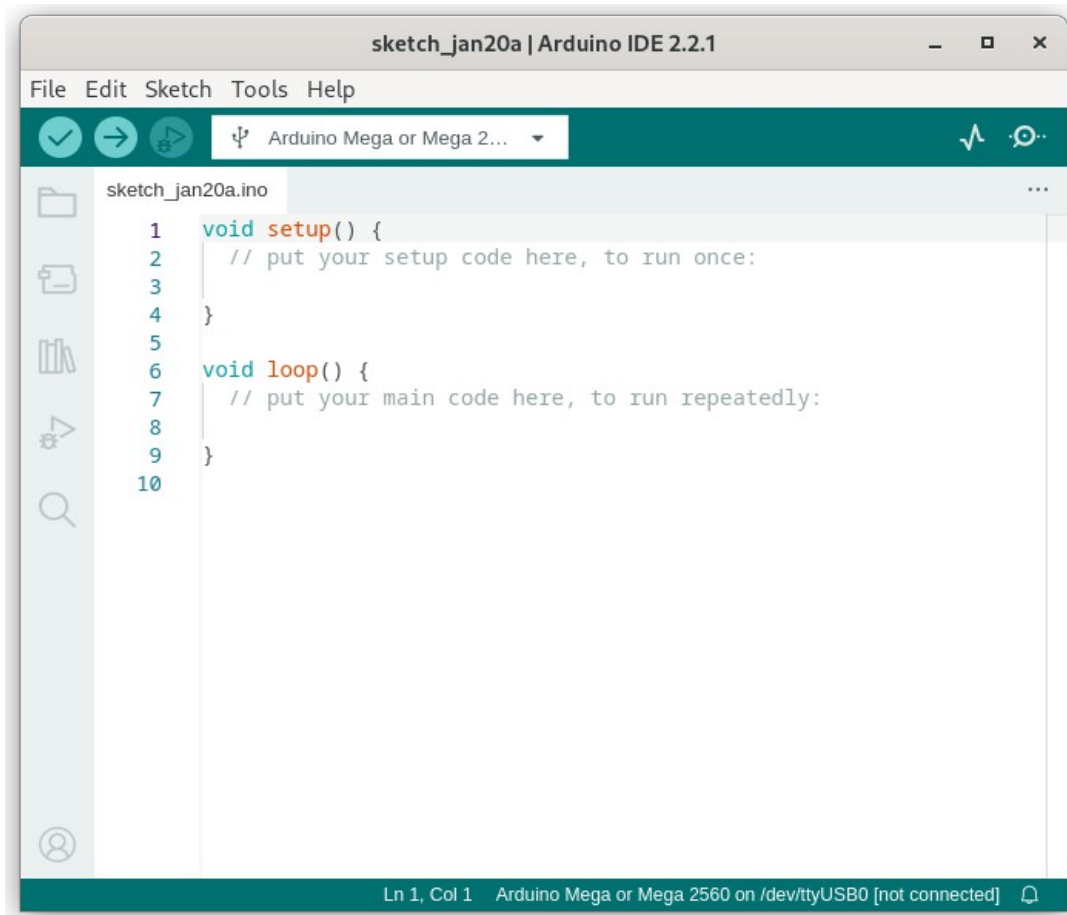 sketch_jan20a | Arduino IDE 2.2.1
File Edit Sketch Tools Help
Arduino Mega or Mega 2...
sketch_jan20a.ino
1 void setup() {
2 // put your setup code here, to run once:
3
4 }
5
6 void loop() {
7 // put your main code here, to run repeatedly:
8
9 }
10
Ln 1, Col 1 Arduino Mega or Mega 2560 on /dev/ttyUSB0 [not connected]